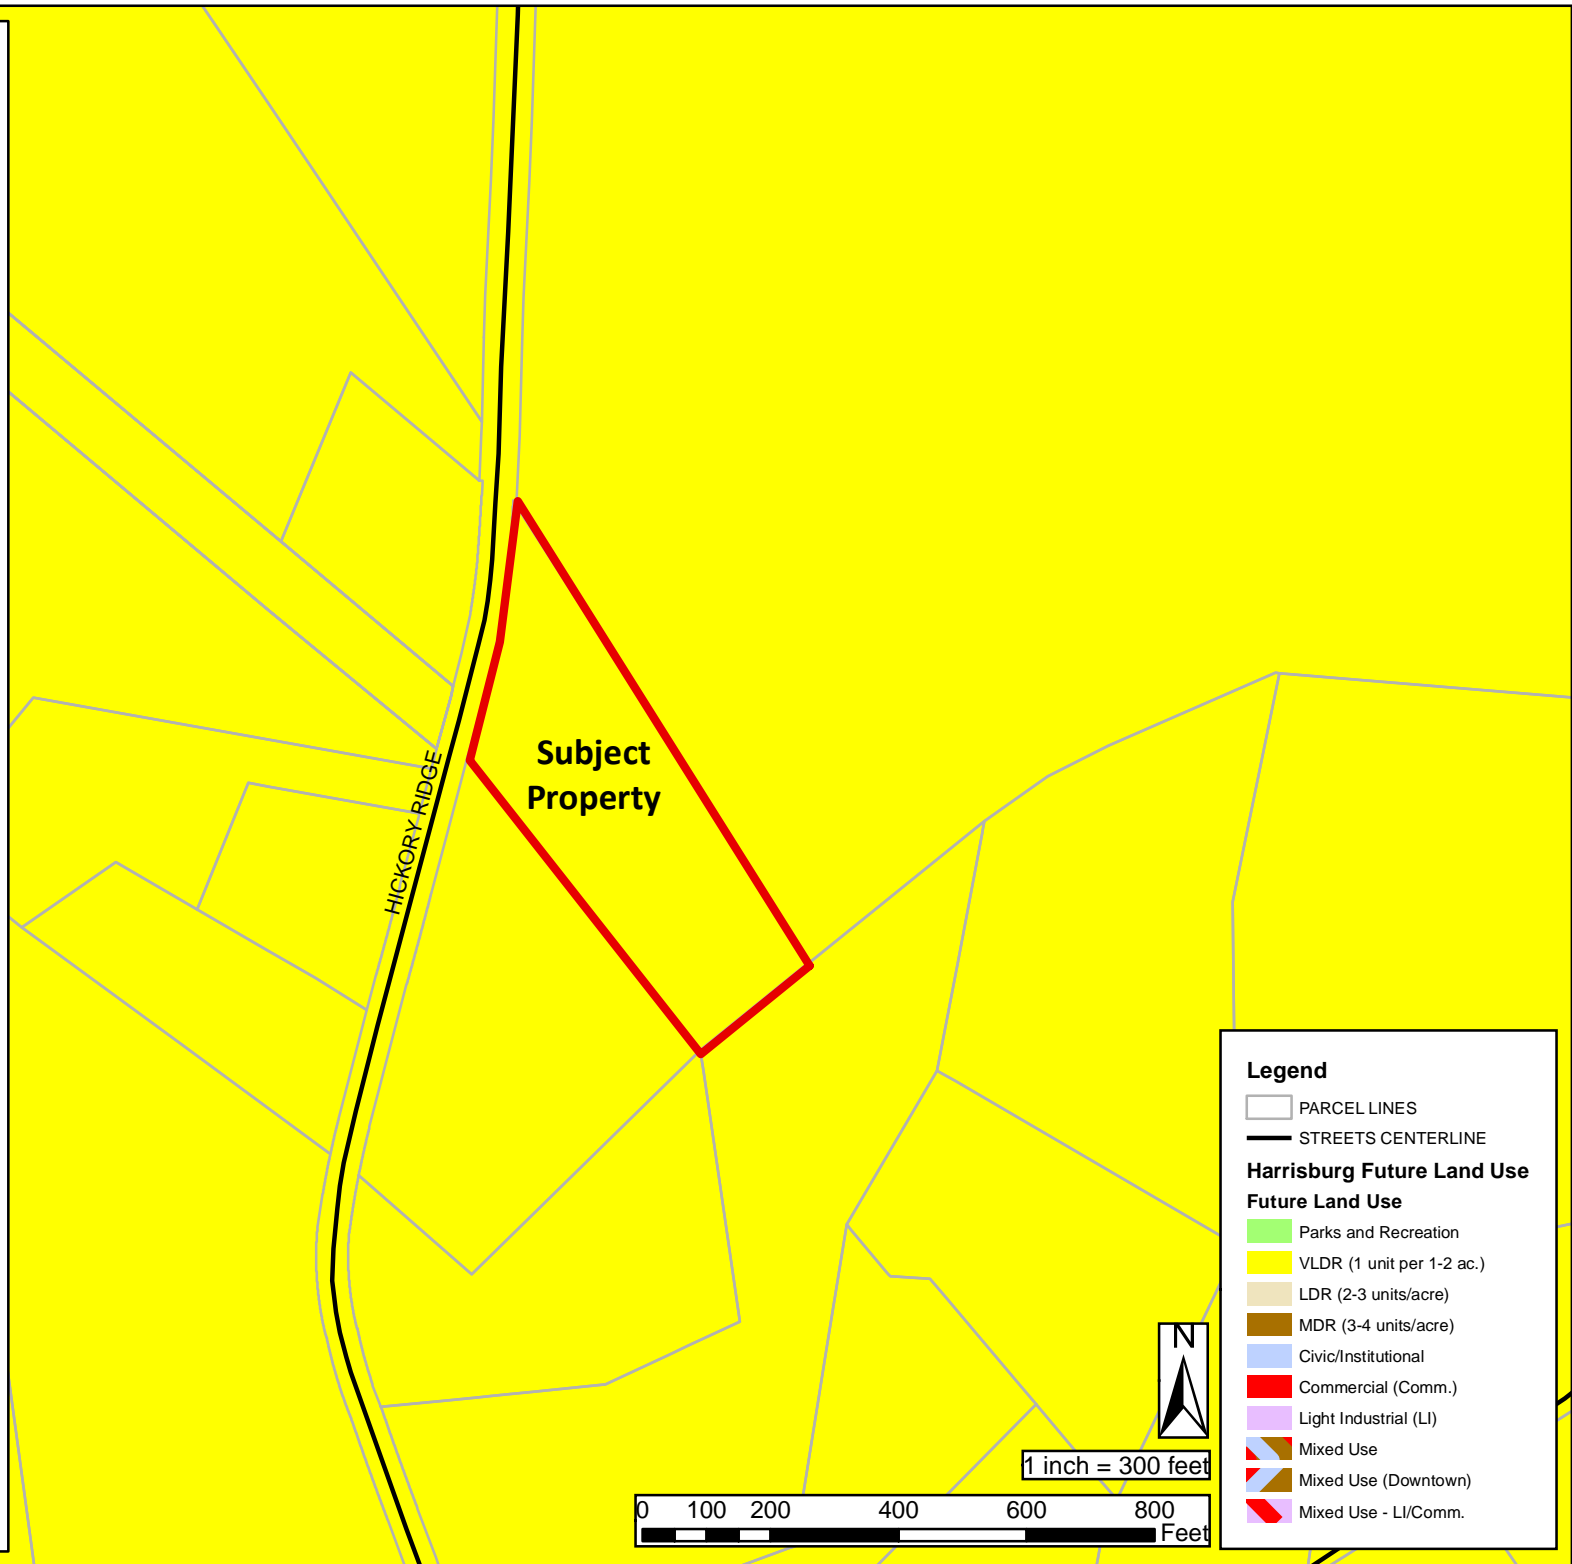 Subject
Property
HICKORY RIDGE
Legend
PARCEL LINES
STREETS CENTERLINE
Harrisburg Future Land Use
Future Land Use
Parks and Recreation
VLDR (1 unit per 1-2 ac.)
LDR (2-3 units/acre)
MDR (3-4 units/acre)
Civic/Institutional
Commercial (Comm.)
Light Industrial (LI)
Mixed Use
Mixed Use (Downtown)
Mixed Use - LI/Comm.
N
1 inch = 300 feet
0 100 200 400 600 800
Feet